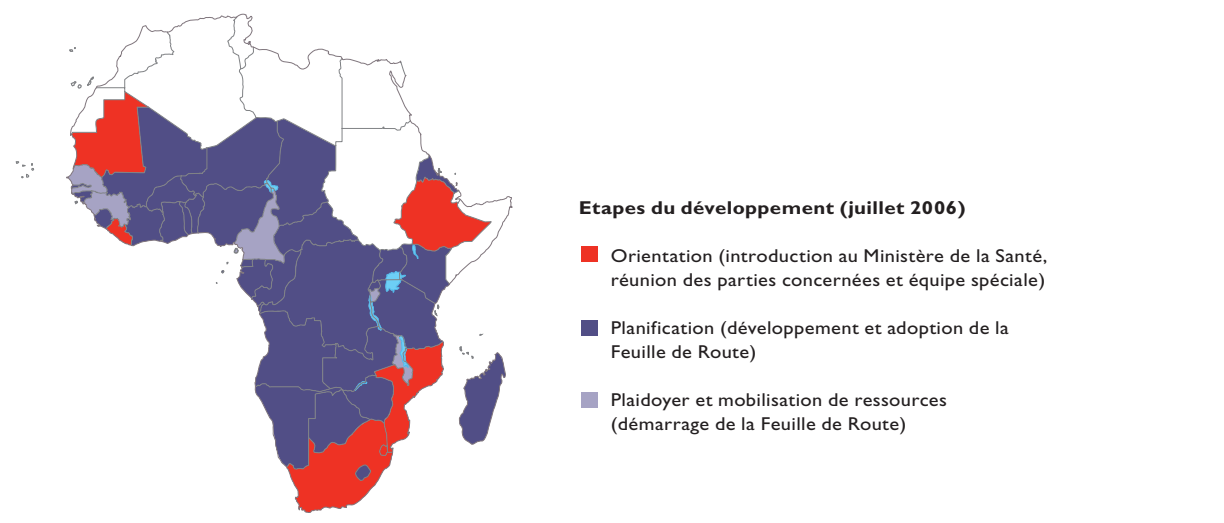 Etapes du développement (juillet 2006)
Orientation (introduction au Ministère de la Santé,
réunion des parties concernées et équipe spéciale)
Planification (développement et adoption de la
Feuille de Route)
Plaidoyer et mobilisation de ressources
(démarrage de la Feuille de Route)